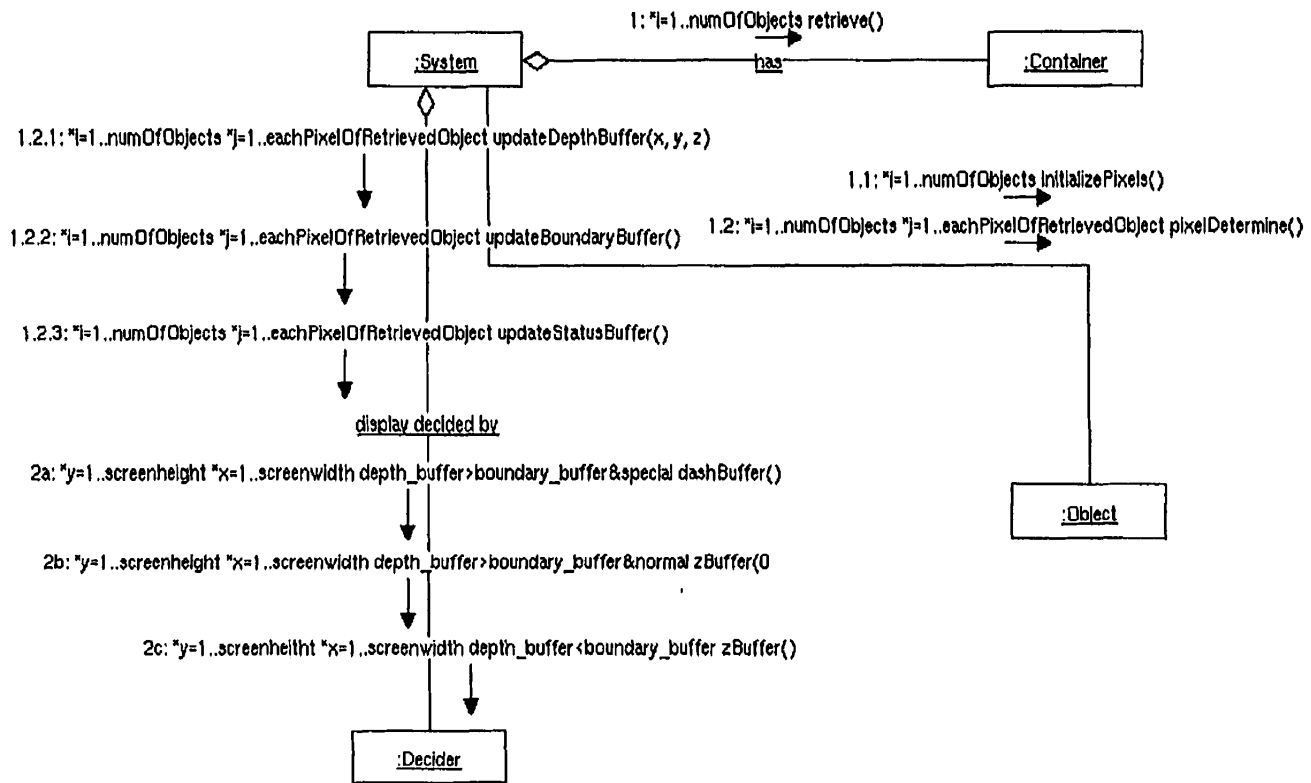 1: *i=1..numOfObjects retrieve()
:System
has
:Container
1.2.1: *i=1..numOfObjects *j=1..eachPixelOfRetrievedObject updateDepthBuffer(x, y, z)
1.1: *i=1..numOfObjects initializePixels()
1.2: *i=1..numOfObjects *j=1..eachPixelOfRetrievedObject pixelDetermine()
1.2.2: *i=1..numOfObjects *j=1..eachPixelOfRetrievedObject updateBoundaryBuffer()
1.2.3: *i=1..numOfObjects *j=1..eachPixelOfRetrievedObject updateStatusBuffer()
display decided by
2a: *y=1..screenheight *x=1..screenwidth depth_buffer>boundary_buffer&special dashBuffer()
:Object
2b: *y=1..screenheight *x=1..screenwidth depth_buffer>boundary_buffer&normal zBuffer(0
2c: *y=1..screenheitht *x=1..screenwidth depth_buffer<boundary_buffer zBuffer()
:Decider